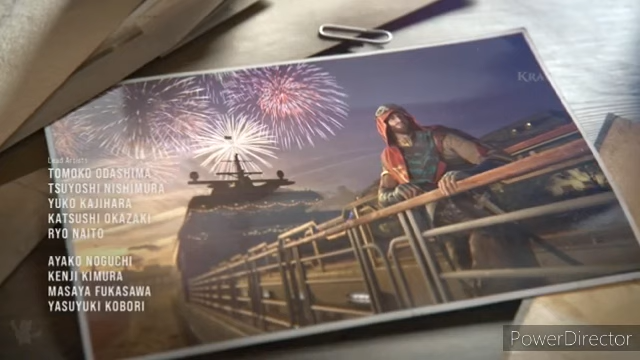 KRA
Lead Artists
TOMOKO ODASHIMA
TSUYOSHI NISHIMURA
YUKO KAJIHARA
KATSUSHI OKAZAKI
RYO NAITO
AYAKO NOGUCHI
KENJI KIMURA
MASAYA FUKASAWA
YASUYUKI KOBORI
PowerDirector